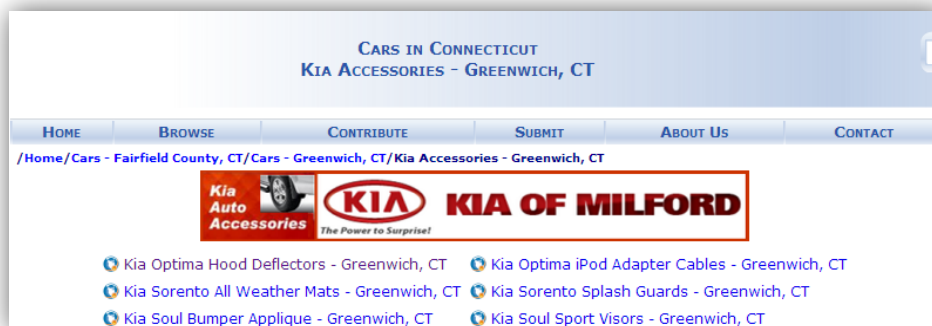 Cars in Connecticut
Kia Accessories - Greenwich, CT
Home Browse Contribute Submit About Us Contact
/Home/Cars - Fairfield County, CT/Cars - Greenwich, CT/Kia Accessories - Greenwich, CT
Kia
Auto
Accessories
KIA
The Power to Surprise!
KIA OF MILFORD
Kia Optima Hood Deflectors - Greenwich, CT Kia Optima iPod Adapter Cables - Greenwich, CT
Kia Sorento All Weather Mats - Greenwich, CT Kia Sorento Splash Guards - Greenwich, CT
Kia Soul Bumper Applique - Greenwich, CT Kia Soul Sport Visors - Greenwich, CT